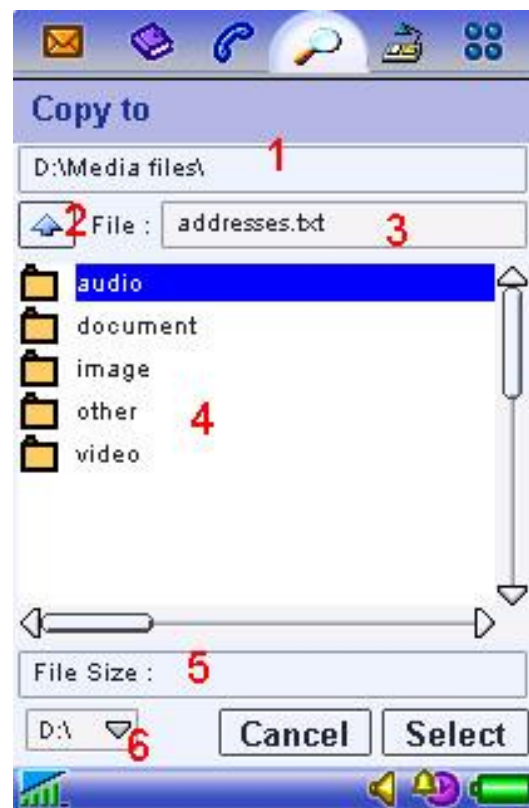 Copy to
1
D:\Media files\
2 File : addresses.txt 3
audio
document
image
other 4
video
File Size : 5
D:\ 6 Cancel Select